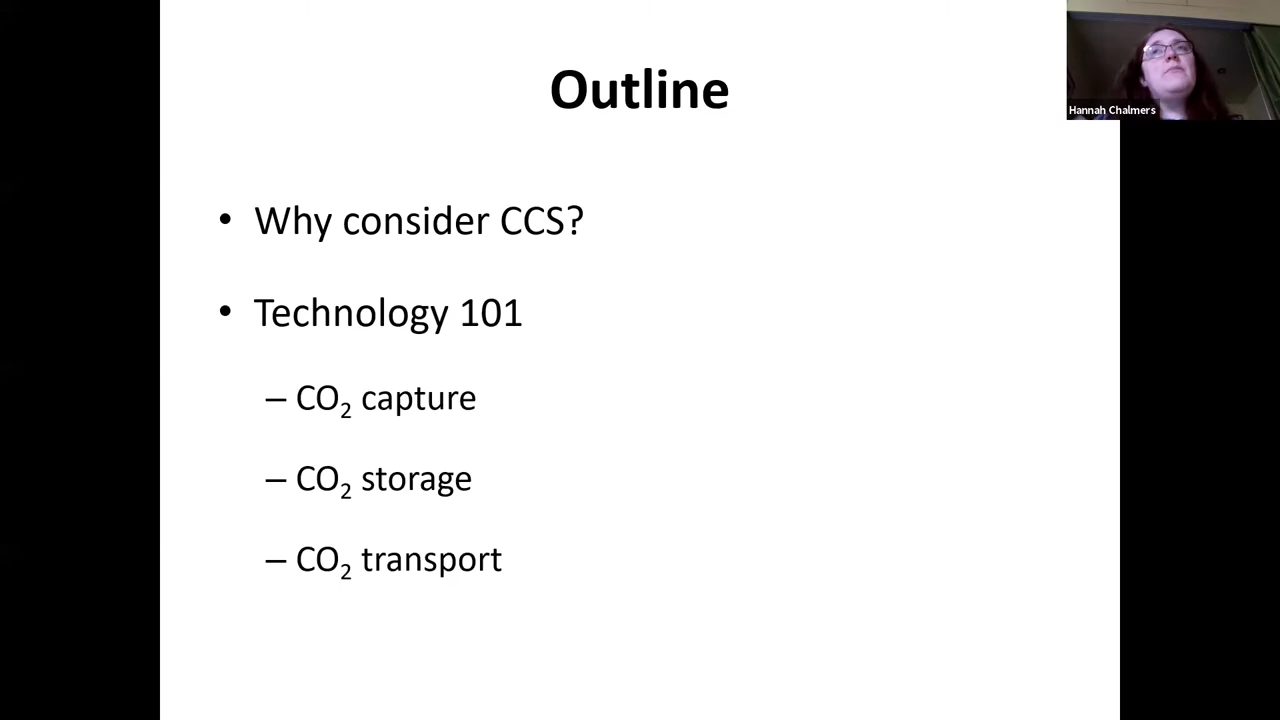 Outline
Hannah Chalmers
• Why consider CCS?
• Technology 101
– CO₂ capture
– CO₂ storage
– CO₂ transport